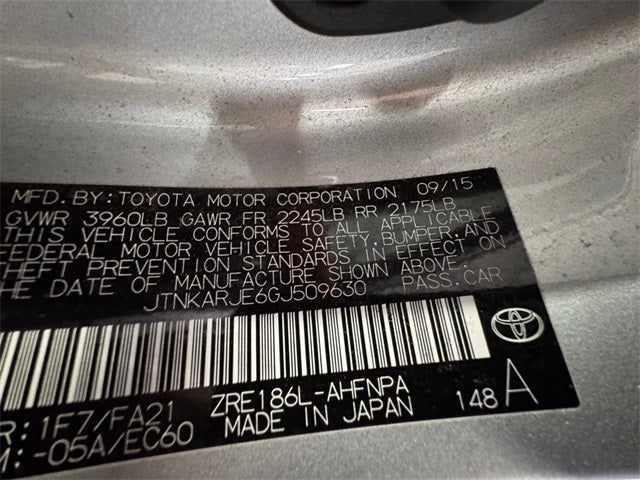 MFD. BY: TOYOTA MOTOR CORPORATION 09/15
GVWR 3960LB GAWR FR 2245LB RR 2175LB
THIS VEHICLE CONFORMS TO ALL APPLICABLE
FEDERAL MOTOR VEHICLE SAFETY, BUMPER, AND
THEFT PREVENTION STANDARDS IN EFFECT ON
THE DATE OF MANUFACTURE SHOWN ABOVE.
JTNKARJE6GJ509630 PASS. CAR
R: 1F7/FA21 ZRE186L-AHFNPA
M: -05A/EC60 MADE IN JAPAN 148 A